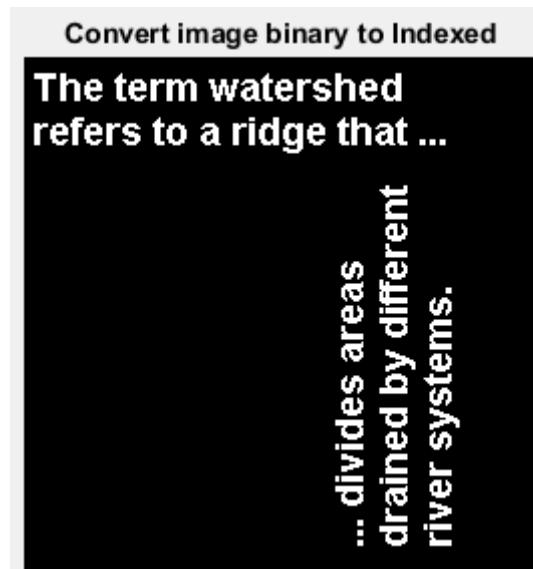 Convert image binary to Indexed
The term watershed
refers to a ridge that ...
... divides areas
drained by different
river systems.